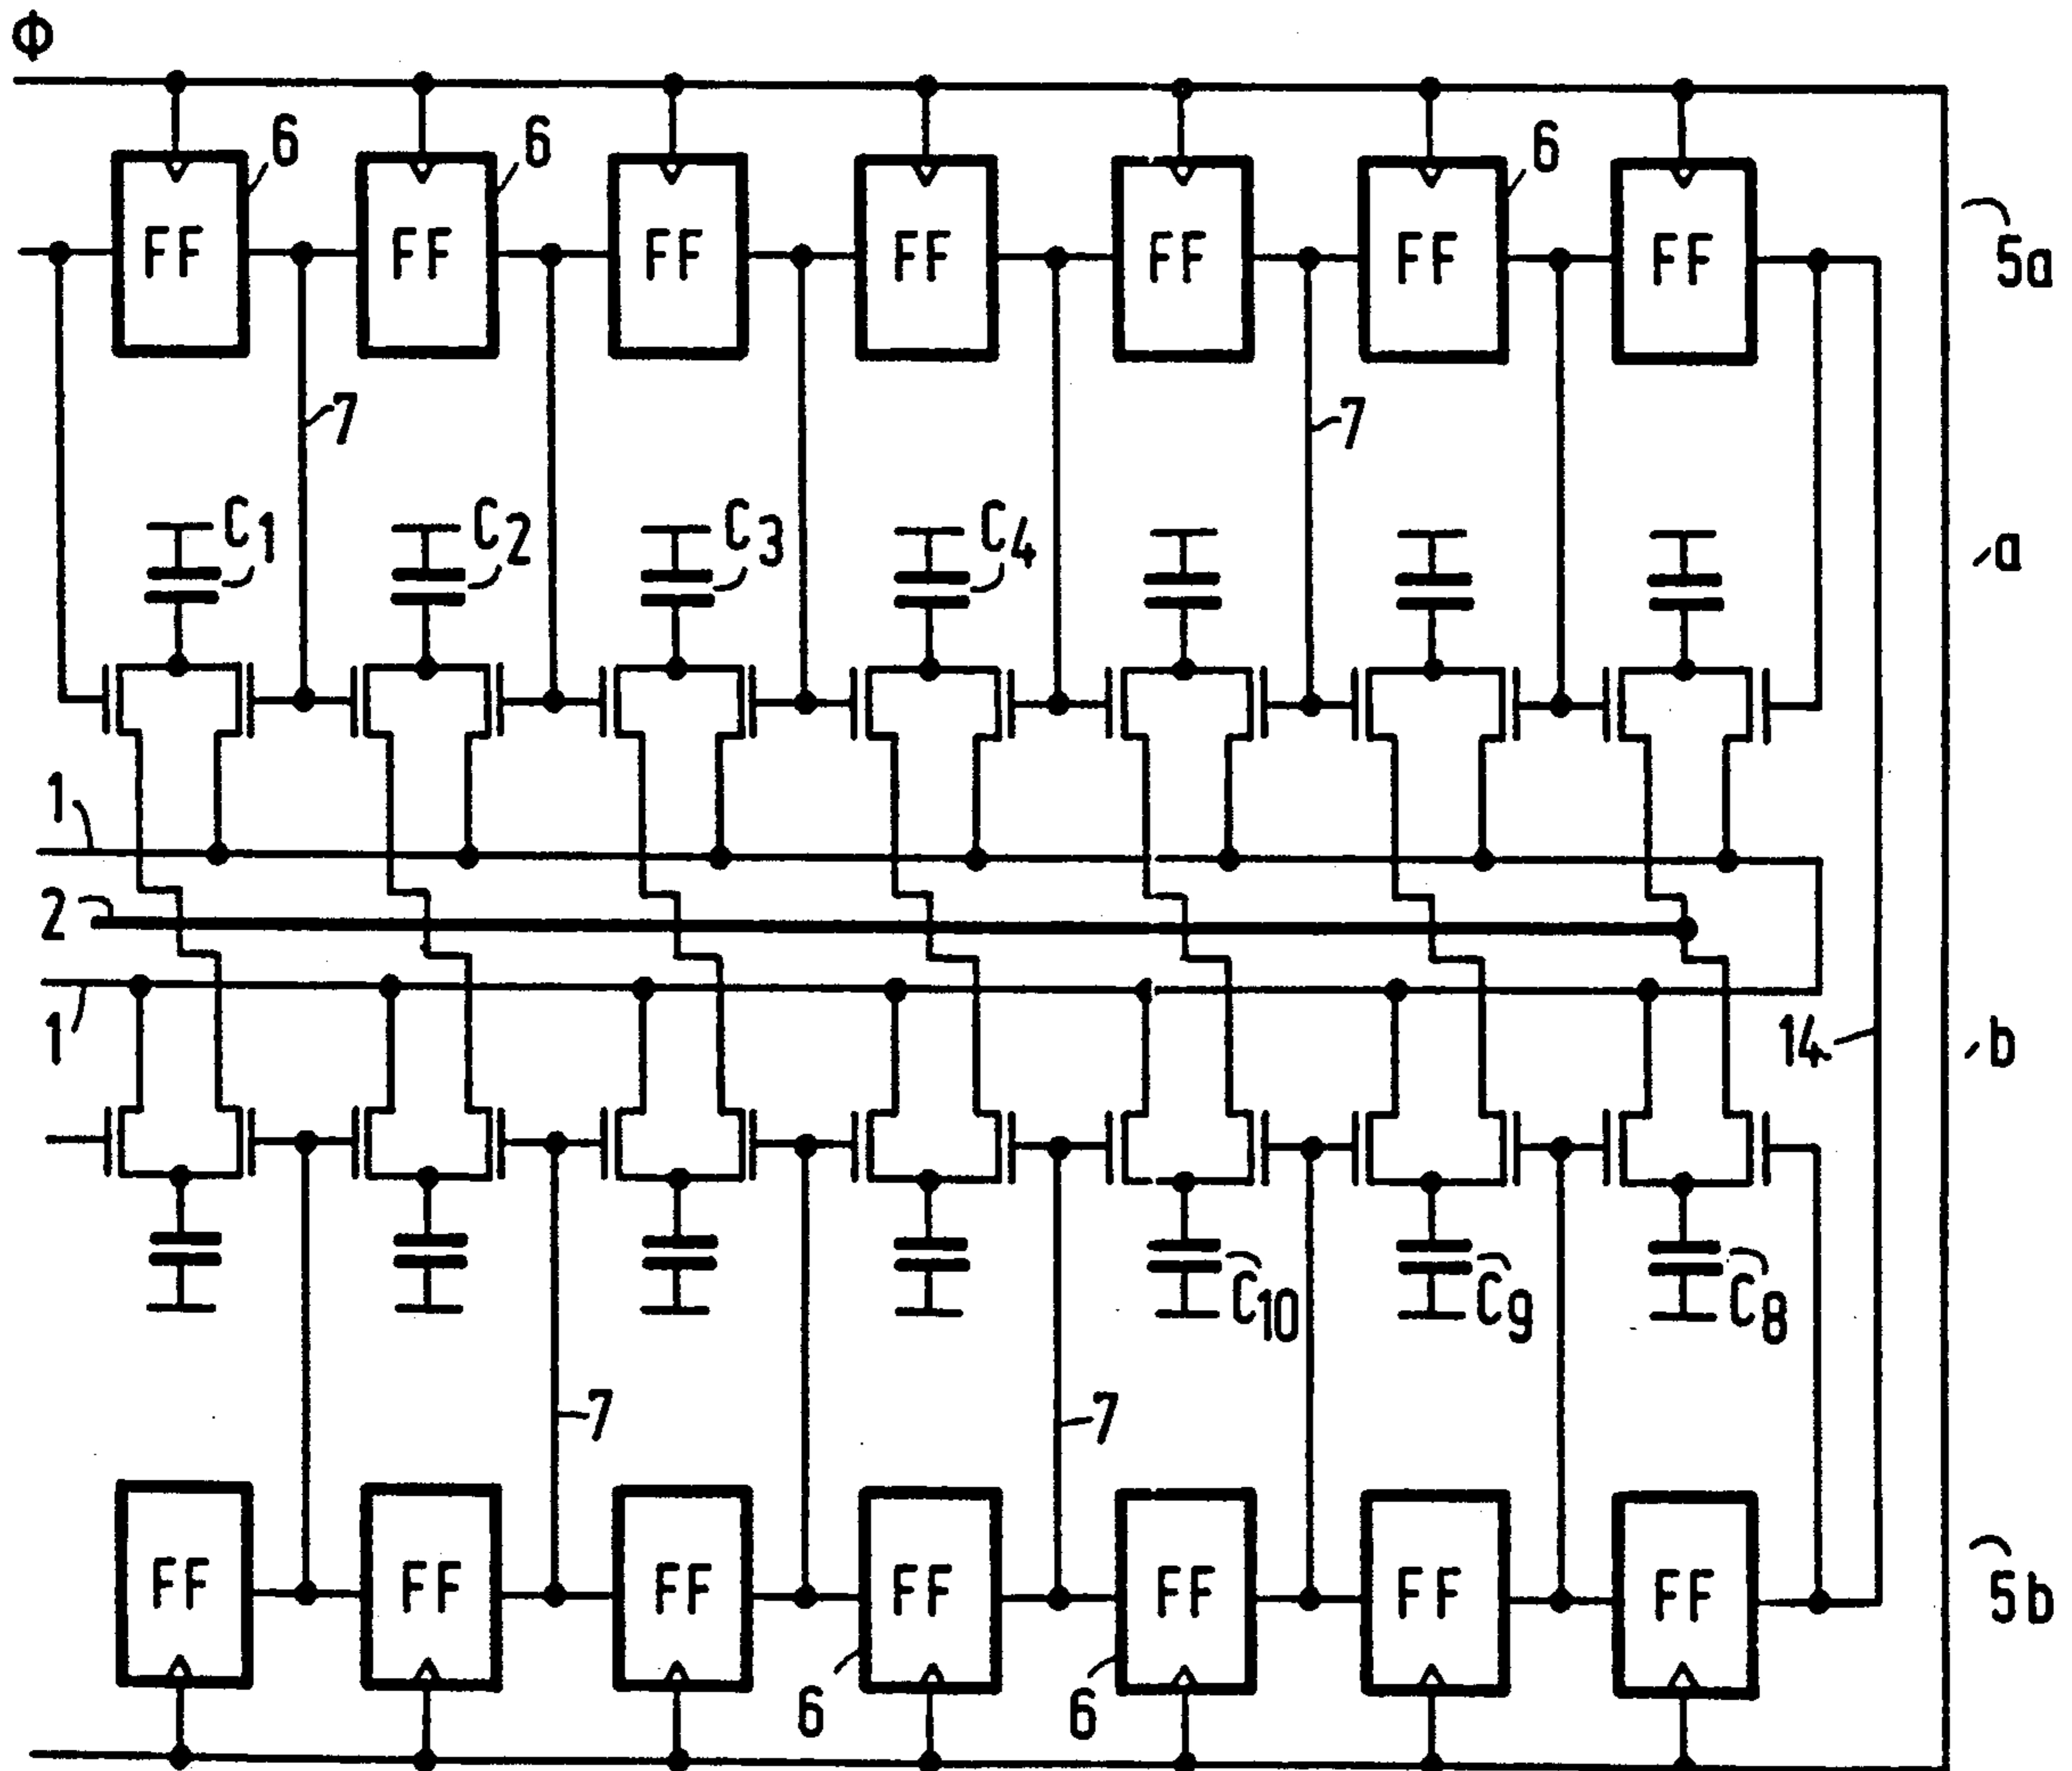 Φ
6 6 6
FF FF FF FF FF FF FF
5a
7 7
C1 C2 C3 C4
a
1
2
1
14
b
C10 C9 C8
7 7
FF FF FF FF FF FF FF
5b
6 6